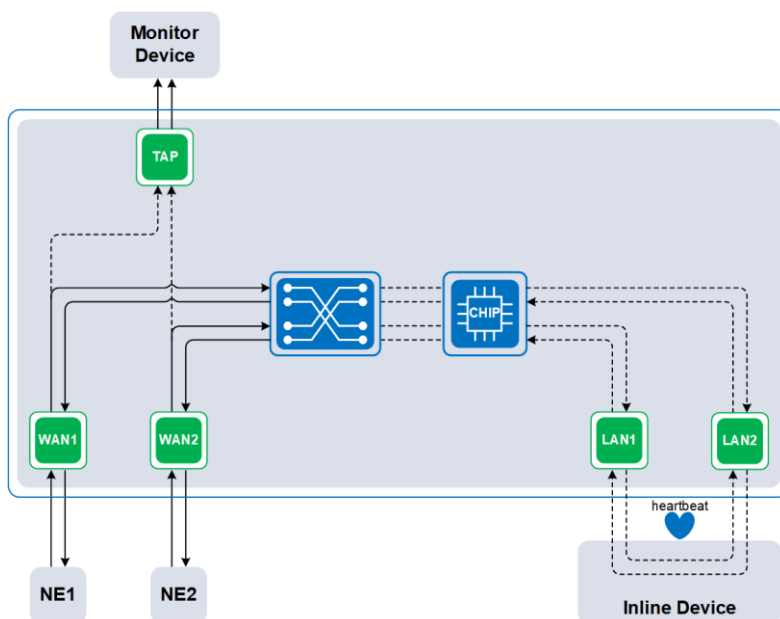 Monitor
Device
TAP
CHIP
WAN1
WAN2
LAN1
LAN2
heartbeat
NE1
NE2
Inline Device